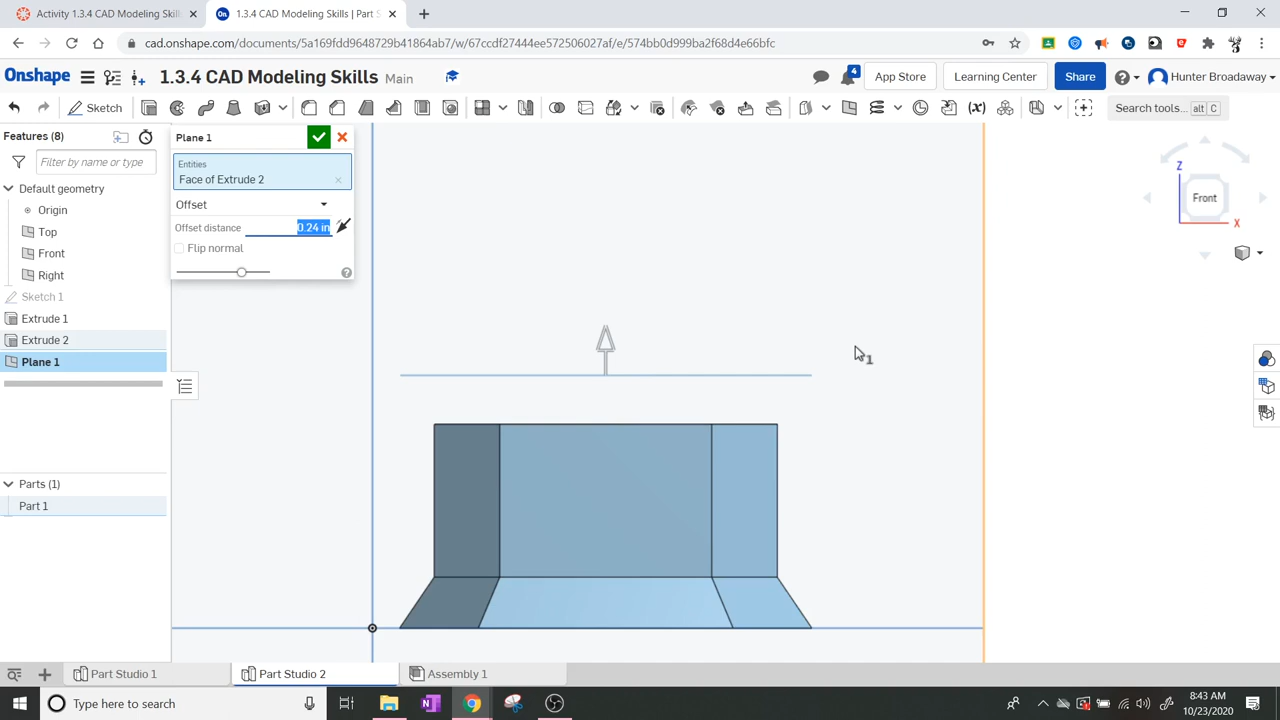 Activity 1.3.4 CAD Modeling Skill
1.3.4 CAD Modeling Skills | Part S
cad.onshape.com/documents/5a169fdd9648729b41864ab7/w/67ccdf27444ee572506027af/e/574bb0d999ba2f68d4e66bfc
Onshape
1.3.4 CAD Modeling Skills Main
4
App Store
Learning Center
Share
Hunter Broadaway
Sketch
(x)
Search tools... alt C
Features (8)
Filter by name or type
Default geometry
Origin
Top
Front
Right
Sketch 1
Extrude 1
Extrude 2
Plane 1
Parts (1)
Part 1
Plane 1
Entities
Face of Extrude 2
Offset
Offset distance 0.24 in
Flip normal
1
Z
Front
X
Part Studio 1
Part Studio 2
Assembly 1
Type here to search
8:43 AM
10/23/2020